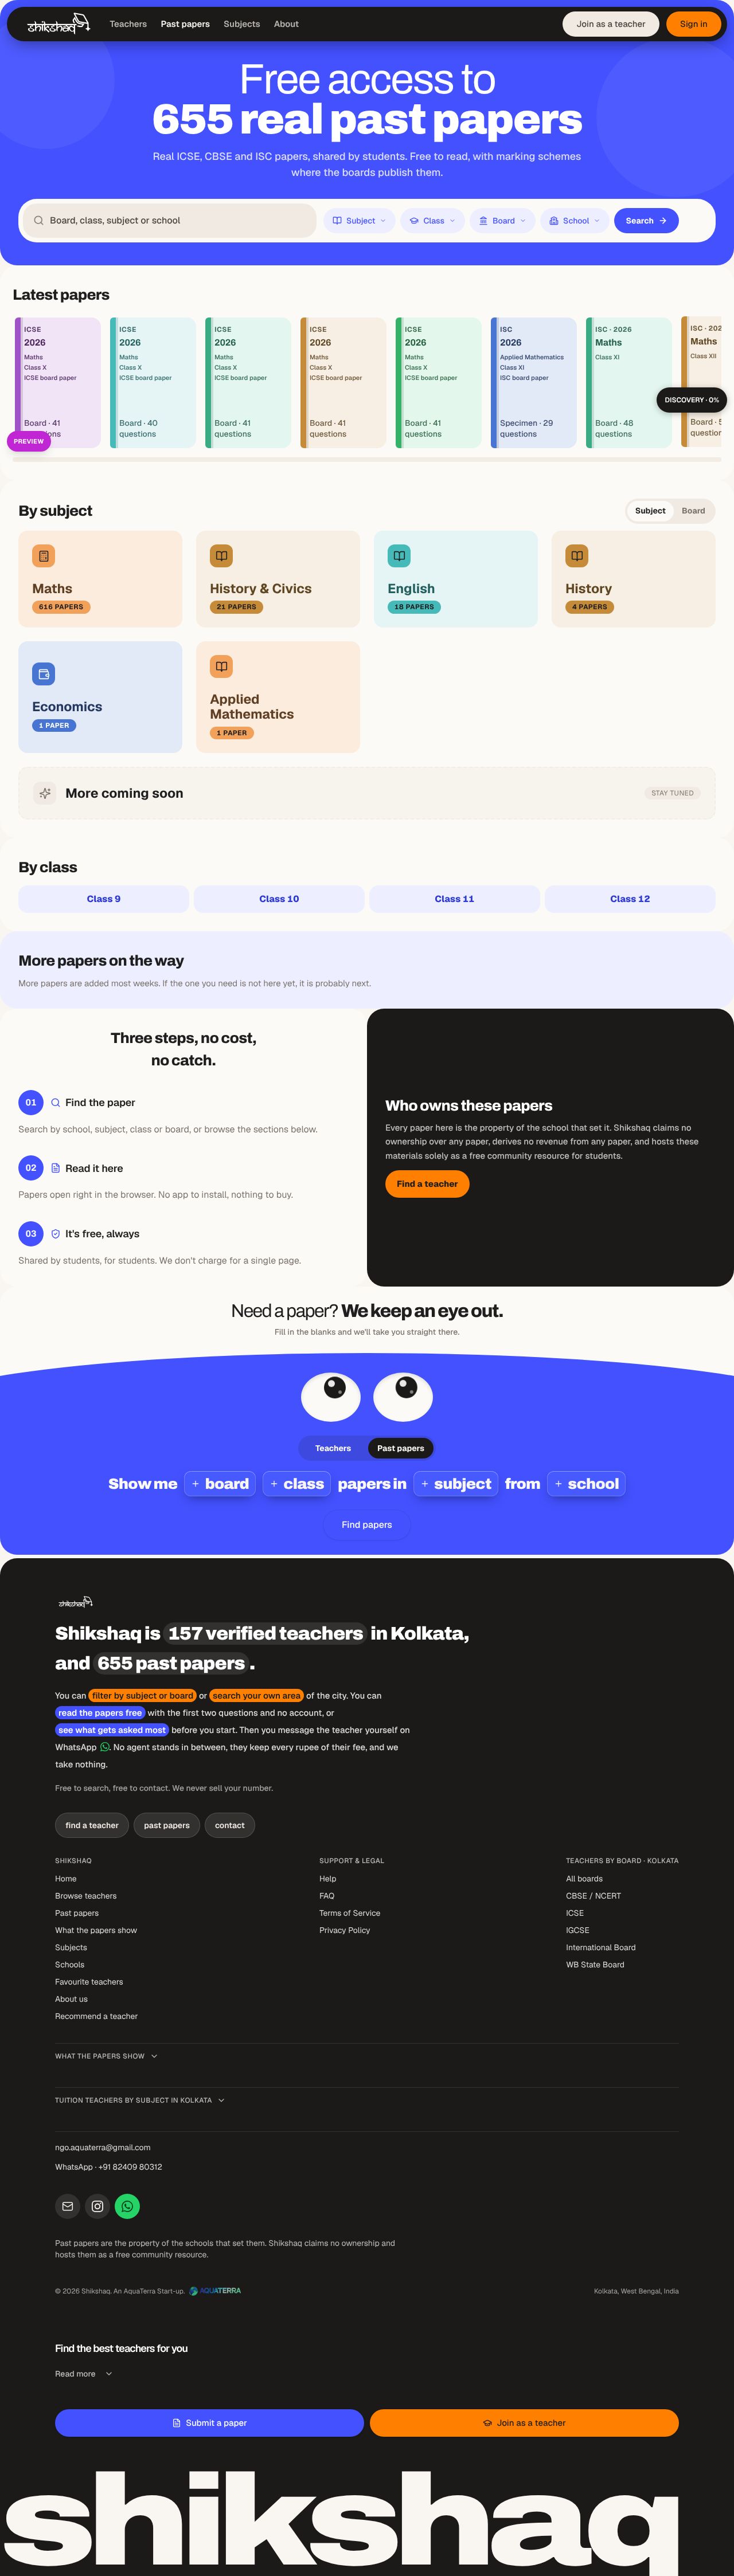 shikshaq
Teachers
Past papers
Subjects
About
Join as a teacher
Sign in
Free access to
655 real past papers
Real ICSE, CBSE and ISC papers, shared by students. Free to read, with marking schemes
where the boards publish them.
Board, class, subject or school
Subject
Class
Board
School
Search
Latest papers
ICSE
2026
Maths
Class X
ICSE board paper
Board · 41
ions
ICSE
2026
Maths
Class X
ICSE board paper
Board · 40
questions
ICSE
2026
Maths
Class X
ICSE board paper
Board · 41
questions
ICSE
2026
Maths
Class X
ICSE board paper
Board · 41
questions
ICSE
2026
Maths
Class X
ICSE board paper
Board · 41
questions
ISC
2026
Applied Mathematics
Class XI
ISC board paper
Specimen · 29
questions
ISC · 2026
Maths
Class XI
Board · 48
questions
ISC · 202
Maths
Class XII
Board · 5
question
DISCOVERY · 0%
PREVIEW
By subject
Subject
Board
Maths
616 PAPERS
History & Civics
21 PAPERS
English
18 PAPERS
History
4 PAPERS
Economics
1 PAPER
Applied
Mathematics
1 PAPER
More coming soon
STAY TUNED
By class
Class 9
Class 10
Class 11
Class 12
More papers on the way
More papers are added most weeks. If the one you need is not here yet, it is probably next.
Three steps, no cost,
no catch.
01
Find the paper
Search by school, subject, class or board, or browse the sections below.
02
Read it here
Papers open right in the browser. No app to install, nothing to buy.
03
It's free, always
Shared by students, for students. We don't charge for a single page.
Who owns these papers
Every paper here is the property of the school that set it. Shikshaq claims no
ownership over any paper, derives no revenue from any paper, and hosts these
materials solely as a free community resource for students.
Find a teacher
Need a paper? We keep an eye out.
Fill in the blanks and we'll take you straight there.
Teachers
Past papers
Show me + board + class papers in + subject from + school
Find papers
shikshaq
Shikshaq is 157 verified teachers in Kolkata,
and 655 past papers.
You can filter by subject or board or search your own area of the city. You can
read the papers free with the first two questions and no account, or
see what gets asked most before you start. Then you message the teacher yourself on
WhatsApp. No agent stands in between, they keep every rupee of their fee, and we
take nothing.
Free to search, free to contact. We never sell your number.
find a teacher
past papers
contact
SHIKSHAQ
Home
Browse teachers
Past papers
What the papers show
Subjects
Schools
Favourite teachers
About us
Recommend a teacher
SUPPORT & LEGAL
Help
FAQ
Terms of Service
Privacy Policy
TEACHERS BY BOARD · KOLKATA
All boards
CBSE / NCERT
ICSE
IGCSE
International Board
WB State Board
WHAT THE PAPERS SHOW
TUITION TEACHERS BY SUBJECT IN KOLKATA
ngo.aquaterra@gmail.com
WhatsApp · +91 82409 80312
Past papers are the property of the schools that set them. Shikshaq claims no ownership and
hosts them as a free community resource.
© 2026 Shikshaq. An AquaTerra Start-up.
AQUATERRA
Kolkata, West Bengal, India
Find the best teachers for you
Read more
Submit a paper
Join as a teacher
shikshaq